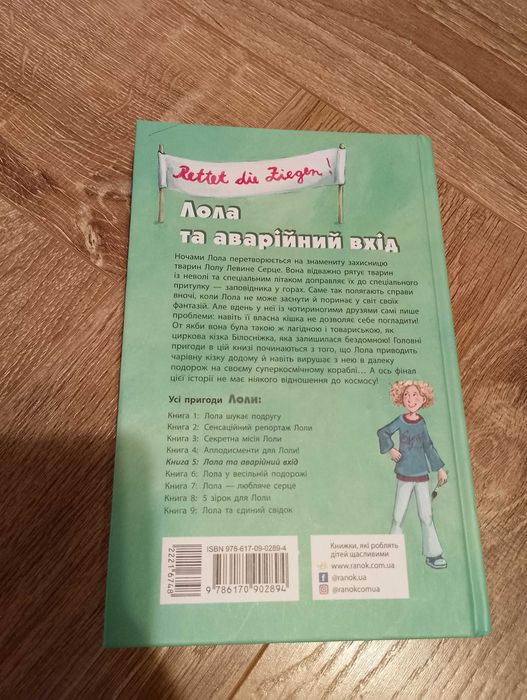 Rettet die Ziegen!
Лола
та аварійний вхід
Ночами Лола перетворюється на знамениту захисницю
тварин Лолу Левине Серце. Вона відважно рятує тварин
із неволі та спеціальним літаком доправляє їх до спеціального
притулку — заповідника у горах. Саме так полягають справи
вночі, коли Лола не може заснути й поринає у світ своїх
фантазій. Але вдень у неї із чотириногими друзями самі лише
проблеми: навіть її власна кішка не дозволяє себе погладити!
От якби вона була такою ж лагідною і товариською, як
циркова кізка Білосніжка, яка залишилася бездомною! Головні
пригоди в цій книзі починаються з того, що Лола приводить
чарівну кізку додому й навіть вирушає з нею в далеку
подорож на своєму суперкосмічному кораблі... А ось фінал
цієї історії не має ніякого відношення до космосу!
Усі пригоди Лоли:
Книга 1: Лола шукає подругу
Книга 2: Сенсаційний репортаж Лоли
Книга 3: Секретна місія Лоли
Книга 4: Аплодисменти для Лоли!
Книга 5: Лола та аварійний вхід
Книга 6: Лола у весільній подорожі
Книга 7: Лола — любляче серце
Книга 8: 5 зірок для Лоли
Книга 9: Лола та єдиний свідок
ISBN 978-617-09-0289-4
9 786170 902894
22216748
Книжки, які роблять
дітей щасливими
www.ranok.com.ua
ranok.ua
@ranokcomua